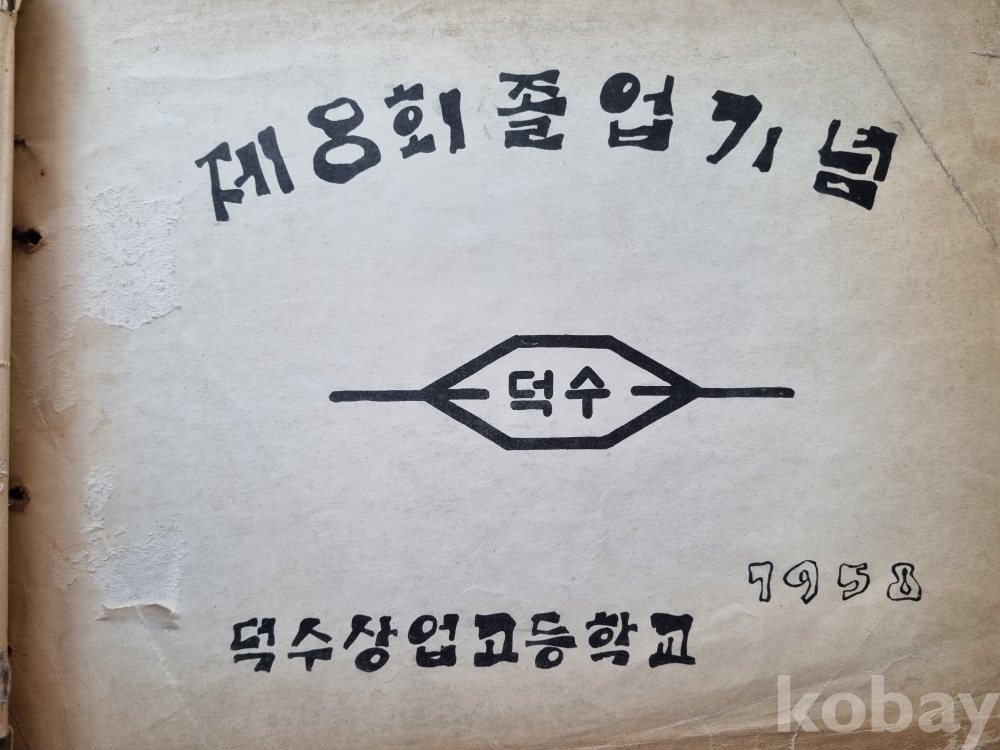 제8회 졸업기념
덕수
1958
덕수상업고등학교
kobay